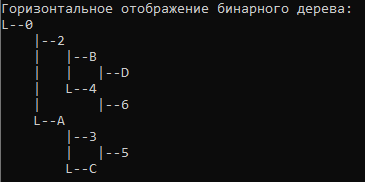 Горизонтальное отображение бинарного дерева:
L--0
    |--2
    |   |--B
    |   |   |--D
    |   L--4
    |       |--6
    L--A
        |--3
        |   |--5
        L--C